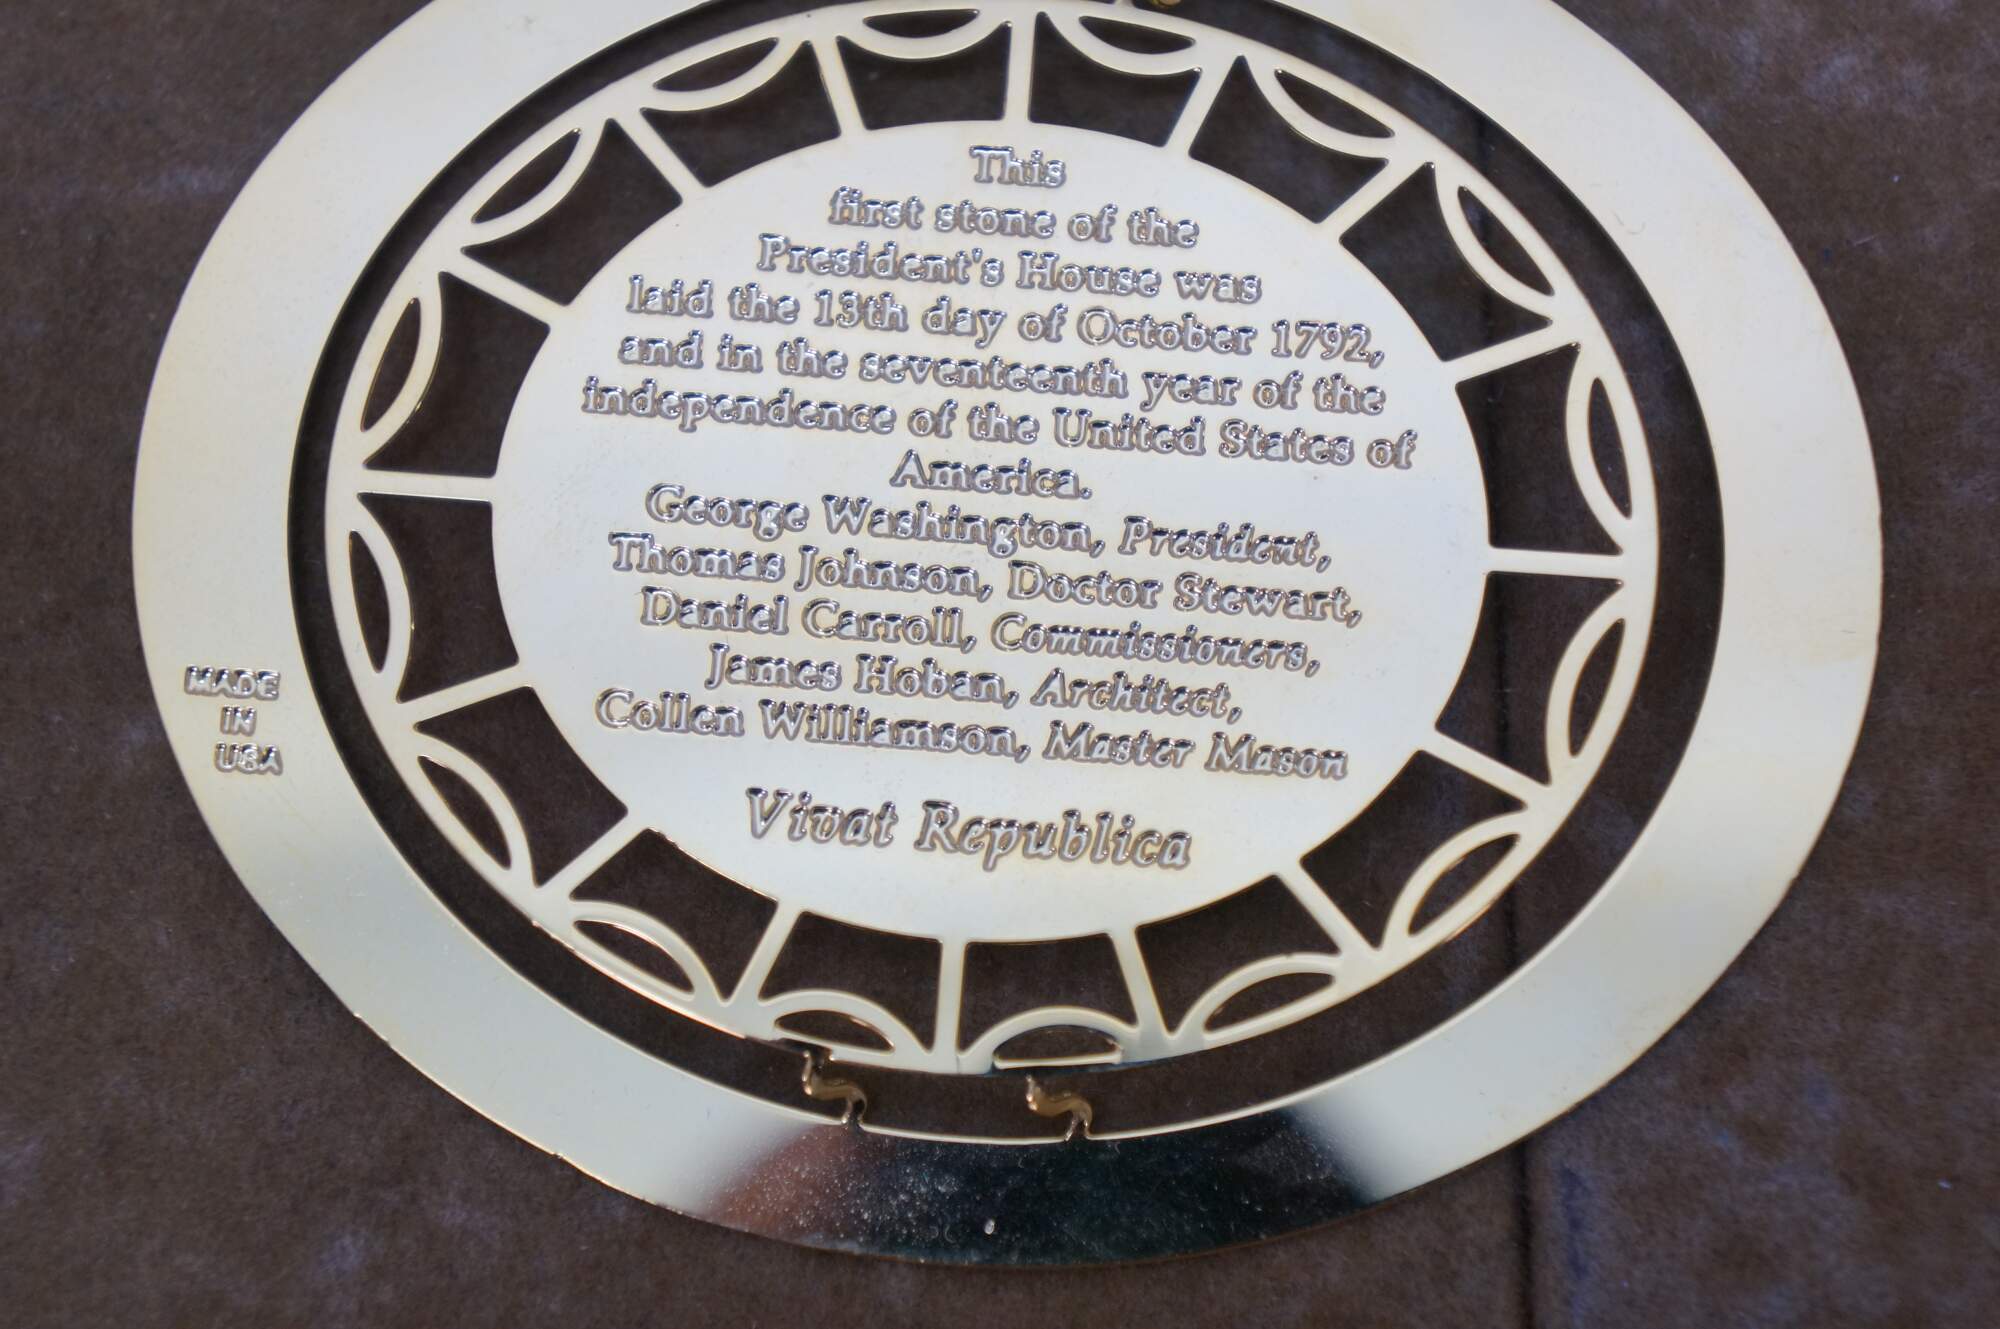 This
first stone of the
President's House was
laid the 13th day of October 1792,
and in the seventeenth year of the
independence of the United States of
America.
George Washington, President,
Thomas Johnson, Doctor Stewart,
Daniel Carroll, Commissioners,
James Hoban, Architect,
Collen Williamson, Master Mason
Vivat Republica
MADE
IN
USA